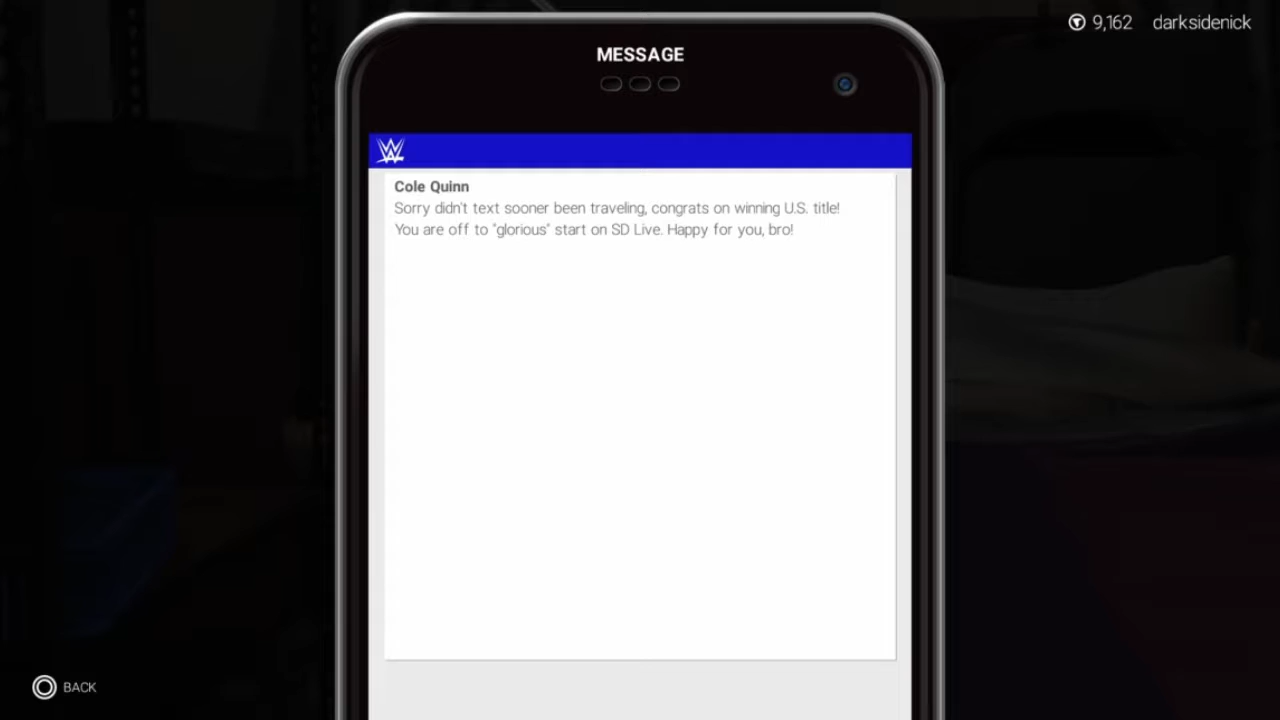 9,162 darksidenick
MESSAGE
Cole Quinn
Sorry didn't text sooner been traveling, congrats on winning U.S. title!
You are off to "glorious" start on SD Live. Happy for you, bro!
BACK